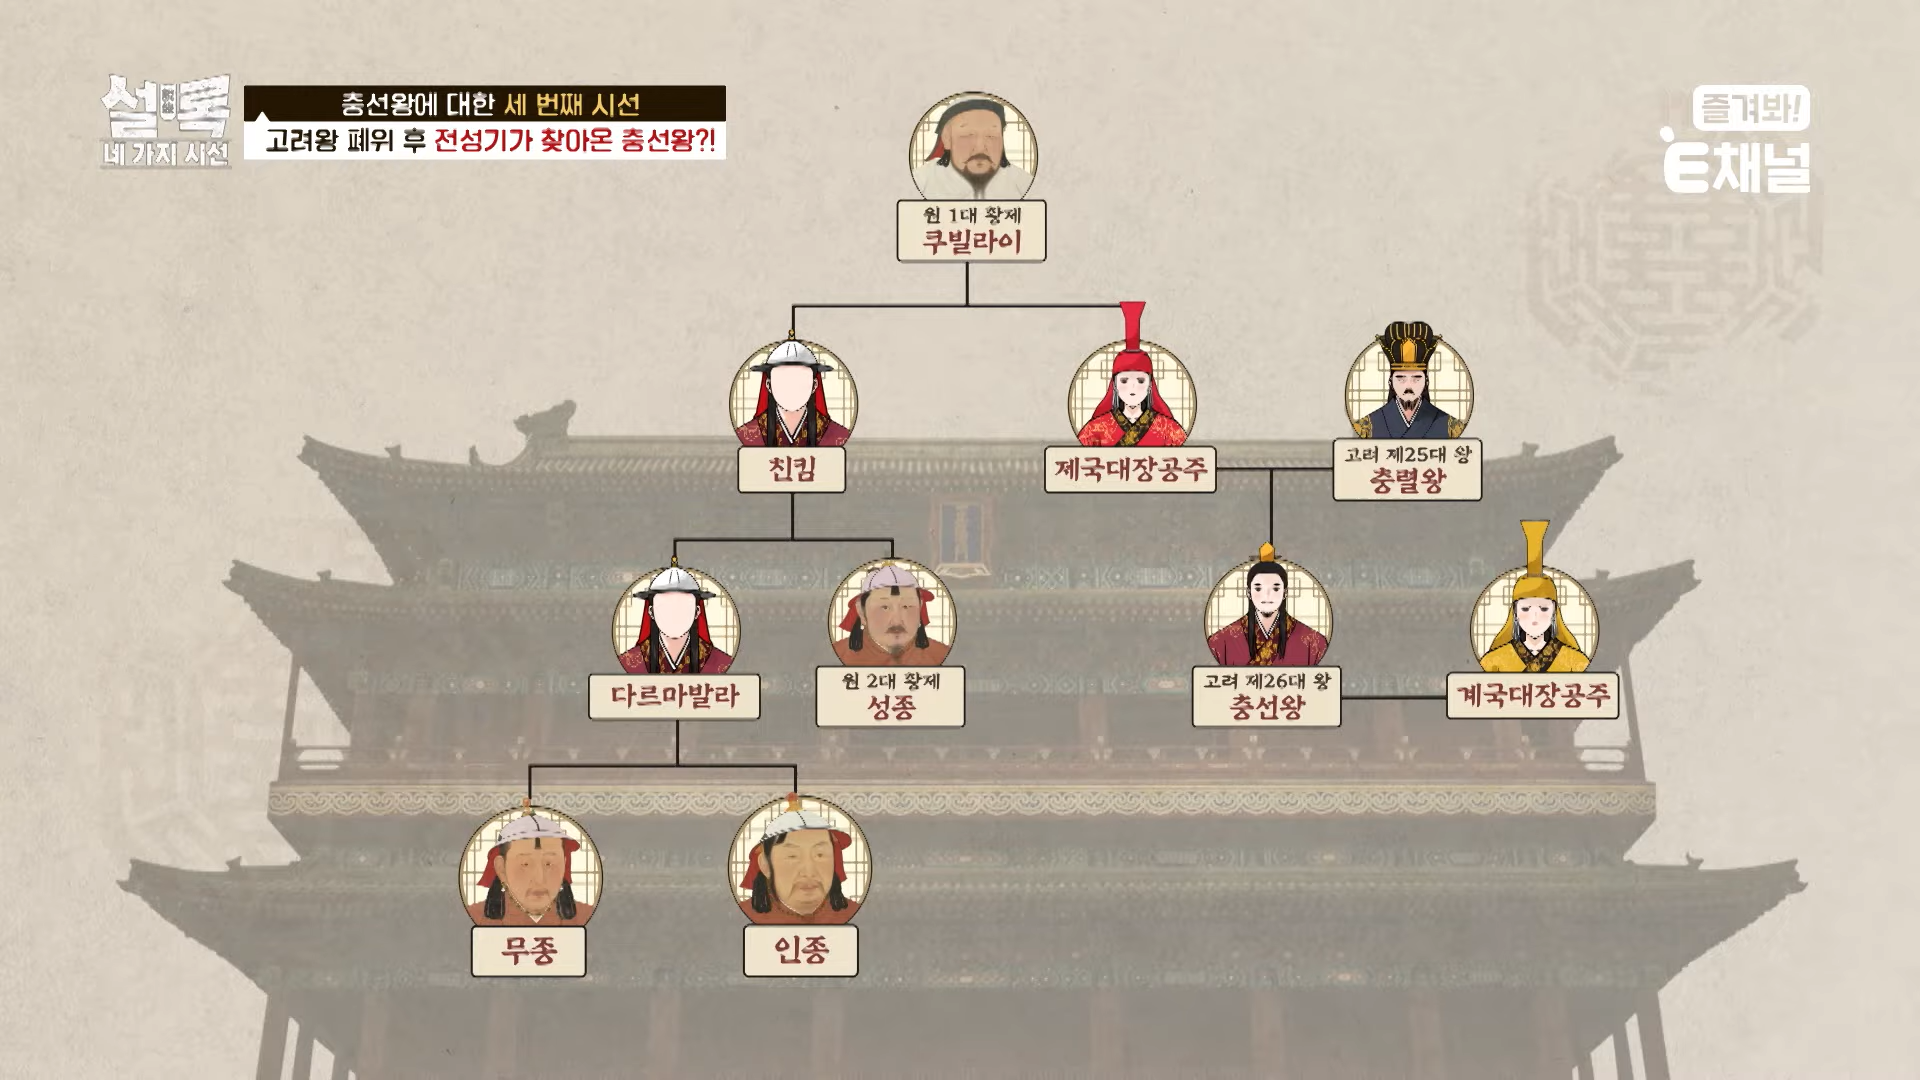 설록
네 가지 시선
충선왕에 대한 세 번째 시선
고려왕 폐위 후 전성기가 찾아온 충선왕?!
즐겨봐!
E채널
원 1대 황제
쿠빌라이
친킴
제국대장공주
고려 제25대 왕
충렬왕
다르마발라
원 2대 황제
성종
고려 제26대 왕
충선왕
계국대장공주
무종
인종